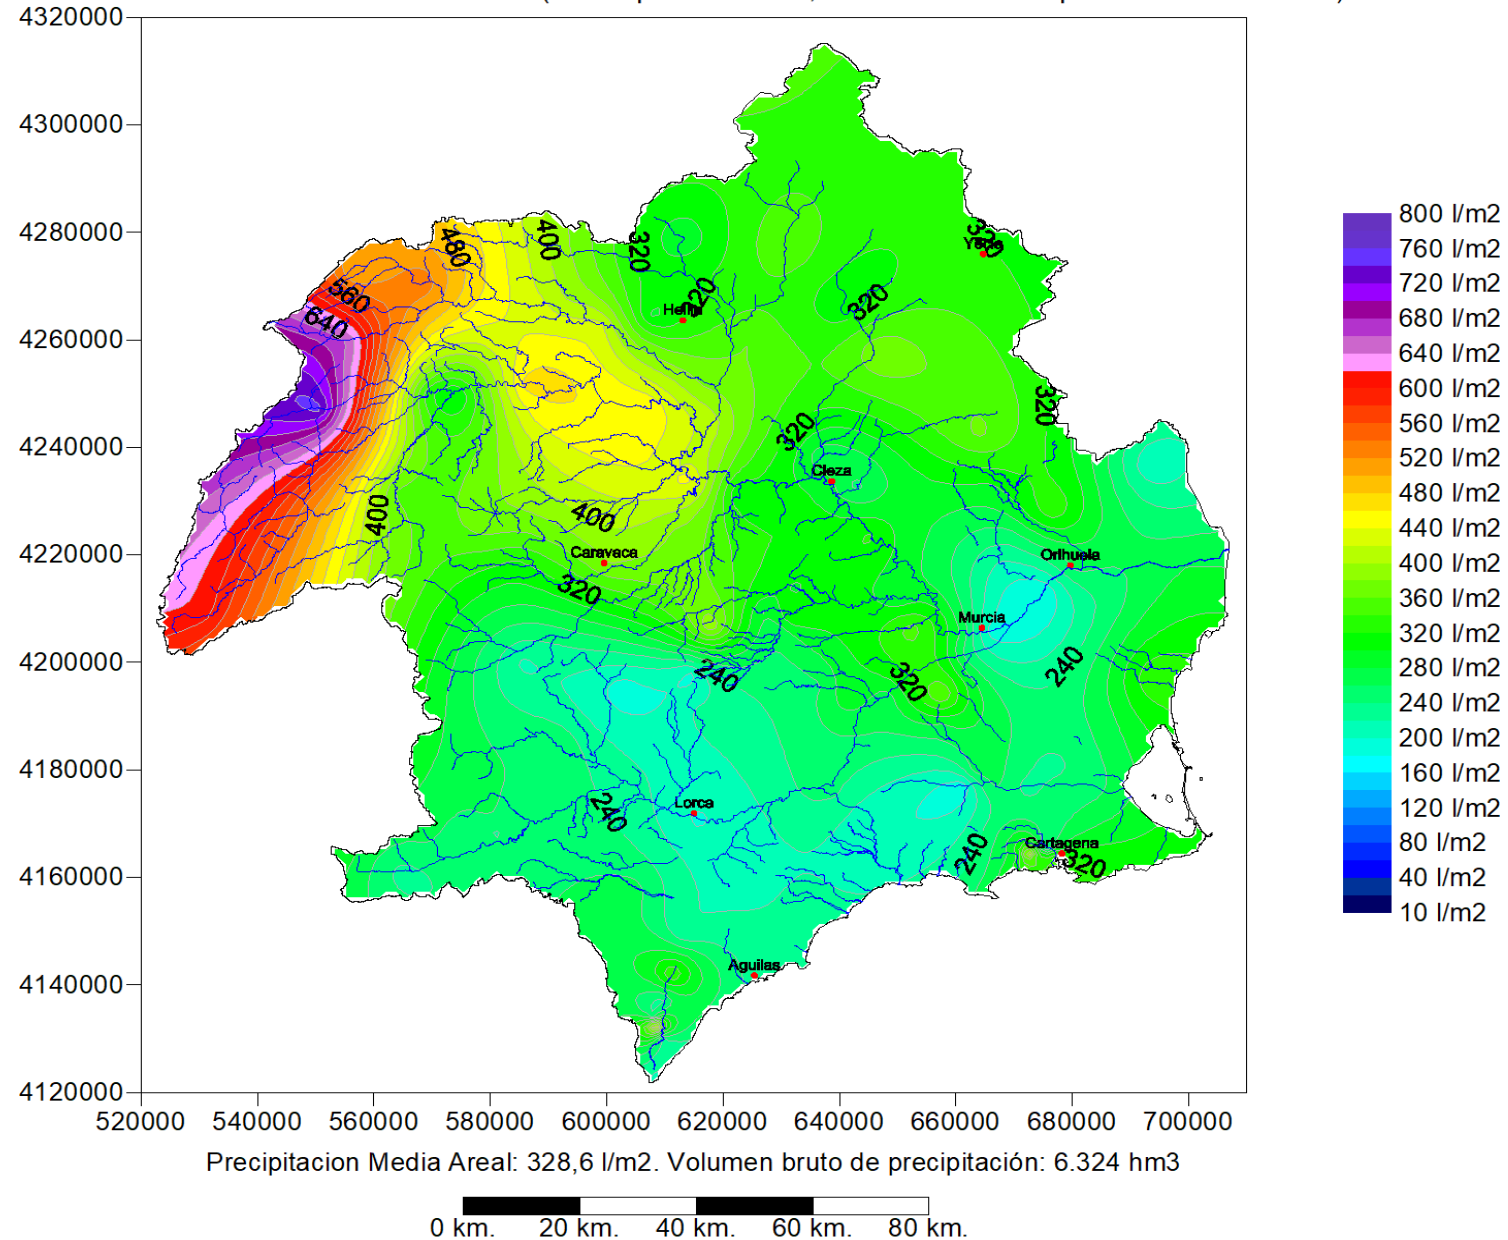 4320000
4300000
4280000
4260000
4240000
4220000
4200000
4180000
4160000
4140000
4120000
520000 540000 560000 580000 600000 620000 640000 660000 680000 700000
480
400
320
320
560
640
320
Hellin
320
320
320
Cieza
400
400
Caravaca
320
Orihuela
Murcia
240
240
320
Lorca
240
240
Cartagena
320
Aguilas
800 l/m2
760 l/m2
720 l/m2
680 l/m2
640 l/m2
600 l/m2
560 l/m2
520 l/m2
480 l/m2
440 l/m2
400 l/m2
360 l/m2
320 l/m2
280 l/m2
240 l/m2
200 l/m2
160 l/m2
120 l/m2
80 l/m2
40 l/m2
10 l/m2
Precipitacion Media Areal: 328,6 l/m2. Volumen bruto de precipitación: 6.324 hm3
0 km. 20 km. 40 km. 60 km. 80 km.